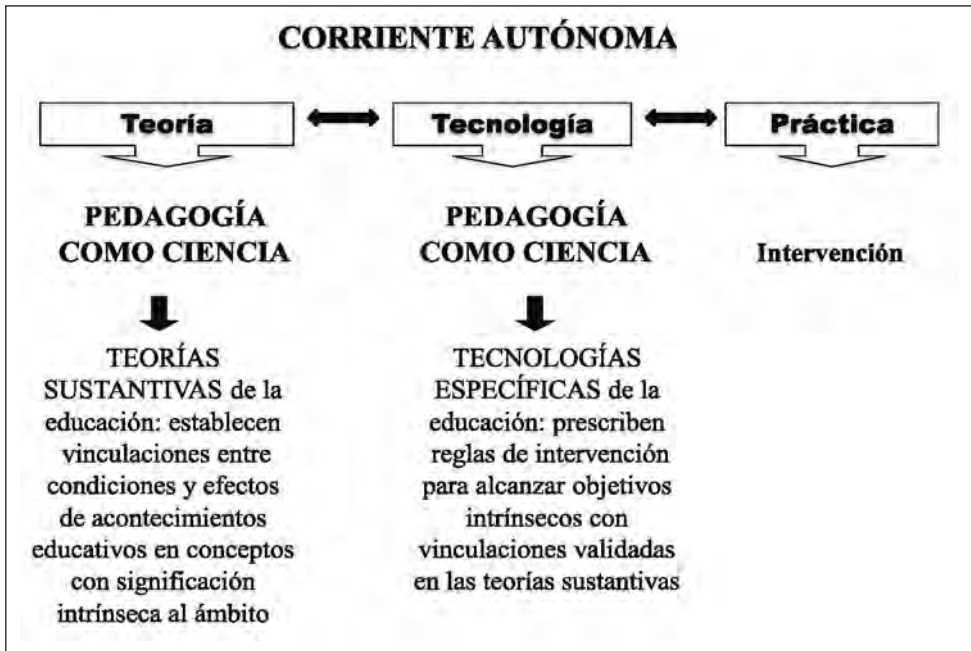 CORRIENTE AUTÓNOMA
Teoría
Tecnología
Práctica
PEDAGOGÍA
COMO CIENCIA
PEDAGOGÍA
COMO CIENCIA
Intervención
TEORÍAS
SUSTANTIVAS de la
educación: establecen
vinculaciones entre
condiciones y efectos
de acontecimientos
educativos en conceptos
con significación
intrínseca al ámbito
TECNOLOGÍAS
ESPECÍFICAS de la
educación: prescriben
reglas de intervención
para alcanzar objetivos
intrínsecos con
vinculaciones validadas
en las teorías sustantivas